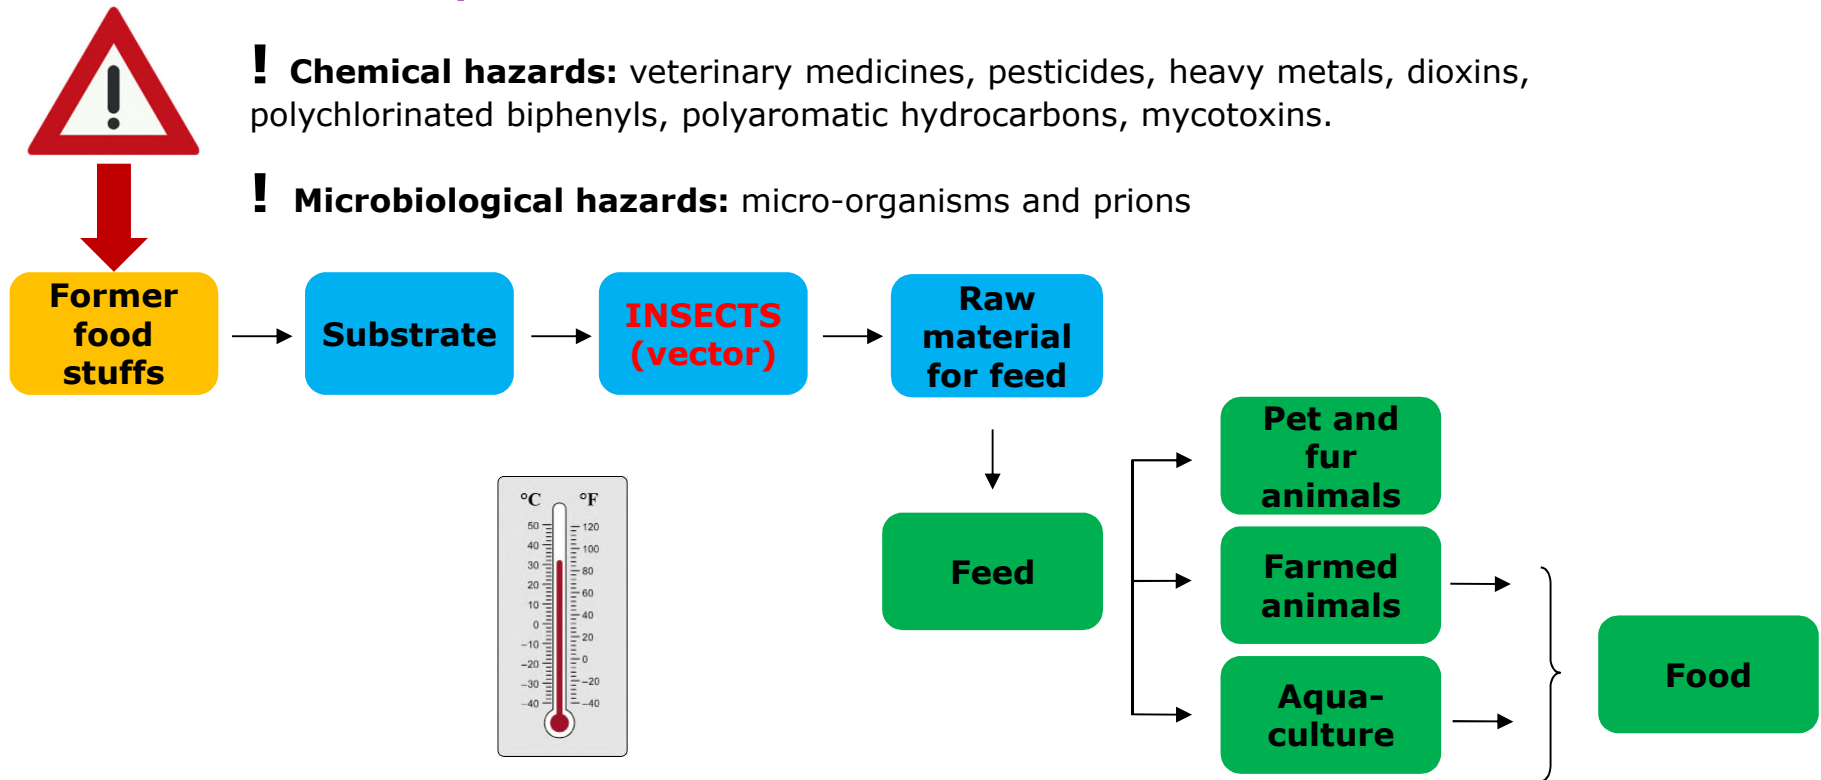 ! Chemical hazards: veterinary medicines, pesticides, heavy metals, dioxins,
polychlorinated biphenyls, polyaromatic hydrocarbons, mycotoxins.
! Microbiological hazards: micro-organisms and prions
Former
food
stuffs
Substrate
INSECTS
(vector)
Raw
material
for feed
Pet and
fur
animals
Feed
Farmed
animals
Aqua-
culture
Food
°C °F
50 120
40 100
30 80
20 60
10 40
0 20
-10 0
-20 -20
-30 -40
-40